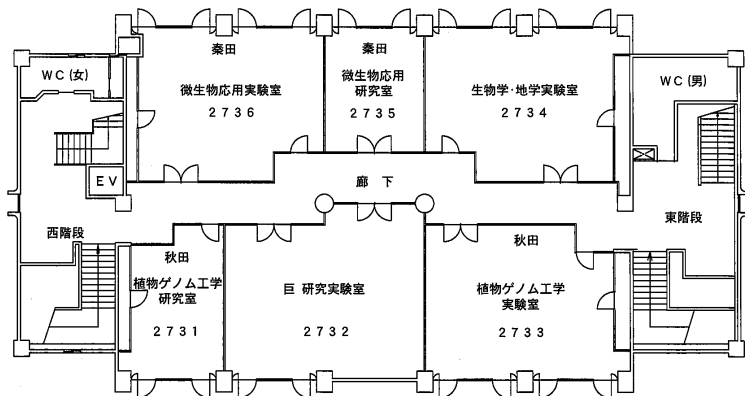 WC(女)
秦田
微生物応用実験室
2736
秦田
微生物応用
研究室
2735
生物学・地学実験室
2734
WC(男)
EV
廊下
西階段
東階段
秋田
植物ゲノム工学
研究室
2731
巨 研究実験室
2732
秋田
植物ゲノム工学
実験室
2733